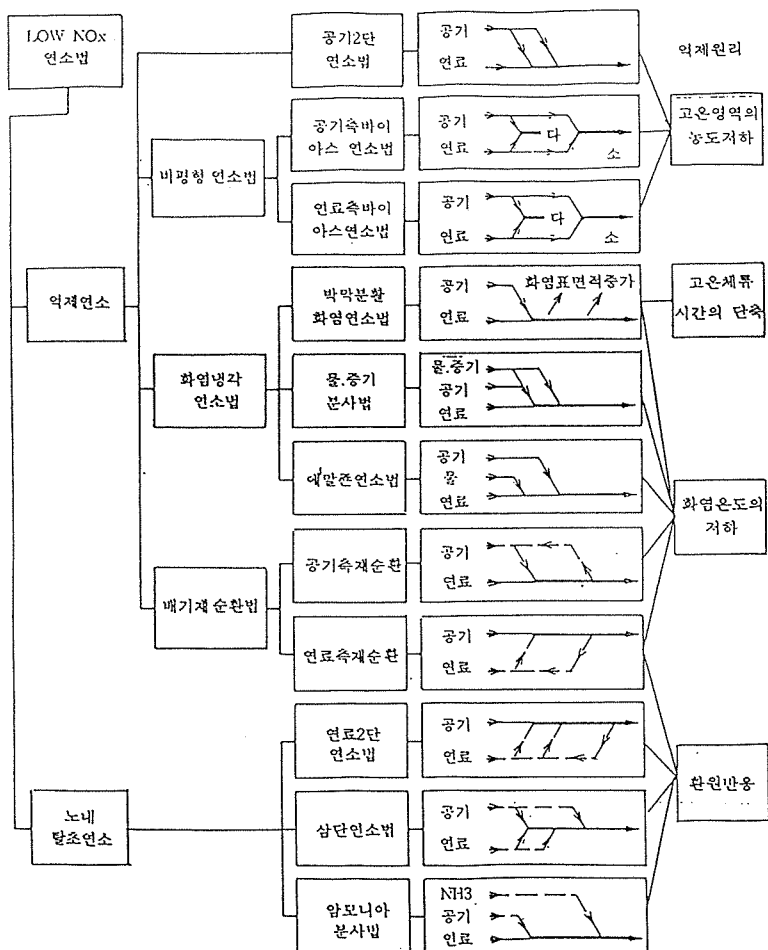 LOW NOx
연소법
공기2단
연소법
공기
연료
억제원리
고온영역의
농도저하
비평형 연소법
공기측바이
아스 연소법
공기
연료
다
소
연료측바이
아스연소법
공기
연료
다
소
억제연소
박막분활
화염연소법
공기
연료
화염표면적증가
고온체류
시간의 단축
화염냉각
연소법
물.증기
분사법
물.증기
공기
연료
에말죤연소법
공기
물
연료
화염온도의
저하
배기재순환법
공기측재순환
공기
연료
연료측재순환
공기
연료
연료2단
연소법
공기
연료
환원반응
노내
탈초연소
삼단연소법
공기
연료
암모니아
분사법
NH3
공기
연료